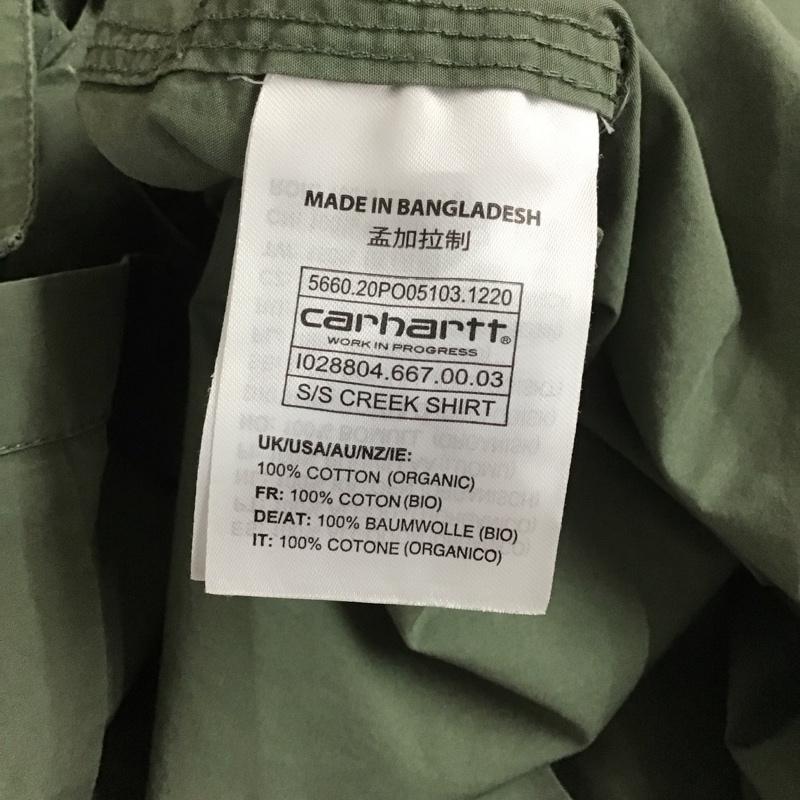 MADE IN BANGLADESH
孟加拉制
5660.20PO05103.1220
carhartt®
WORK IN PROGRESS
I028804.667.00.03
S/S CREEK SHIRT
UK/USA/AU/NZ/IE:
100% COTTON (ORGANIC)
FR: 100% COTON(BIO)
DE/AT: 100% BAUMWOLLE (BIO)
IT: 100% COTONE (ORGANICO)